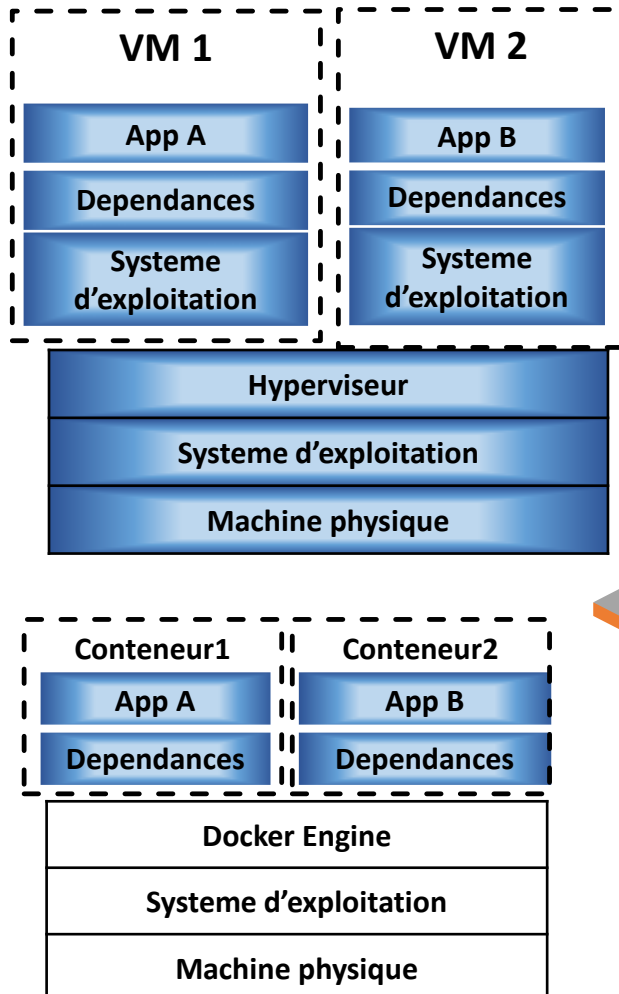 VM 1
App A
Dependances
Systeme
d'exploitation
VM 2
App B
Dependances
Systeme
d'exploitation
Hyperviseur
Systeme d'exploitation
Machine physique
Conteneur1
App A
Dependances
Conteneur2
App B
Dependances
Docker Engine
Systeme d'exploitation
Machine physique